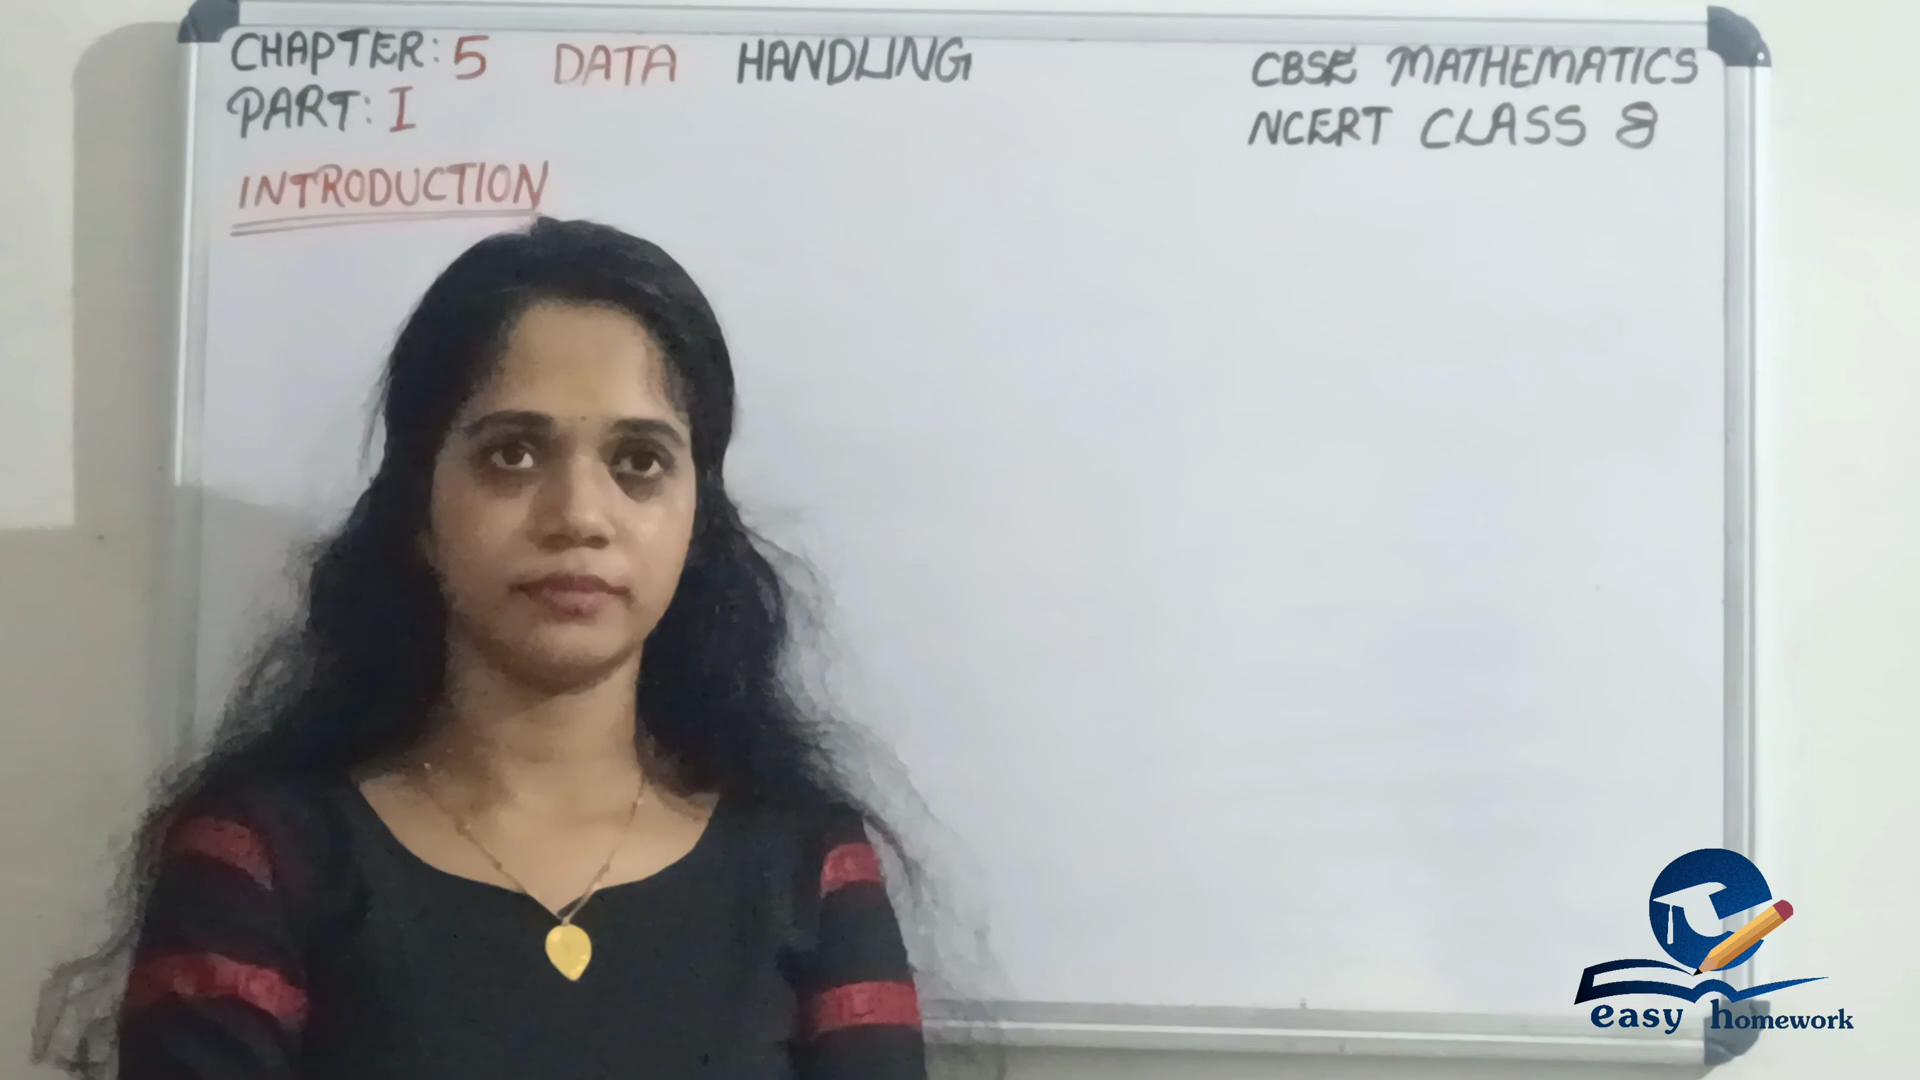 CHAPTER: 5 DATA HANDLING
PART: I
INTRODUCTION
CBSE MATHEMATICS
NCERT CLASS 8
easy homework